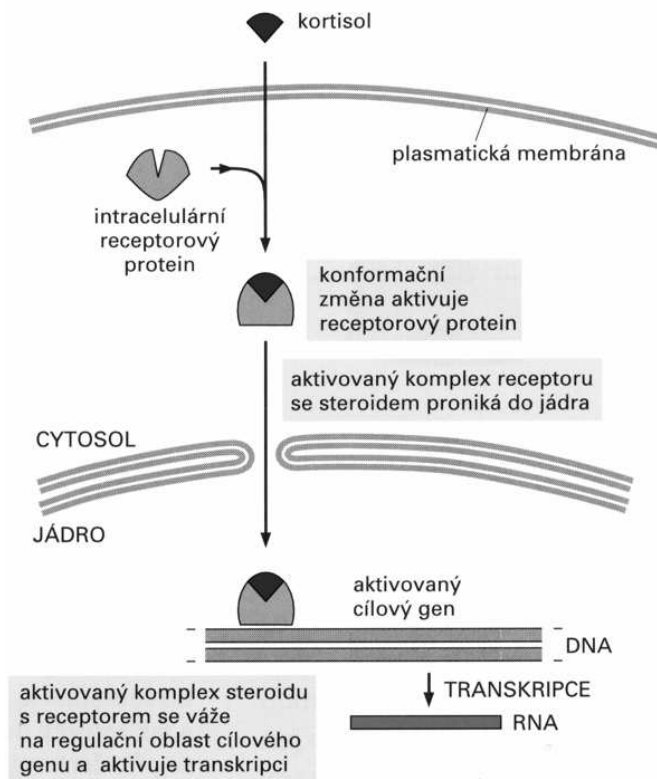 kortisol
plasmatická membrána
intracelulární
receptorový
protein
konformační
změna aktivuje
receptorový protein
aktivovaný komplex receptoru
se steroidem proniká do jádra
CYTOSOL
JÁDRO
aktivovaný
cílový gen
DNA
TRANSKRIPCE
RNA
aktivovaný komplex steroidu
s receptorem se váže
na regulační oblast cílového
genu a aktivuje transkripci